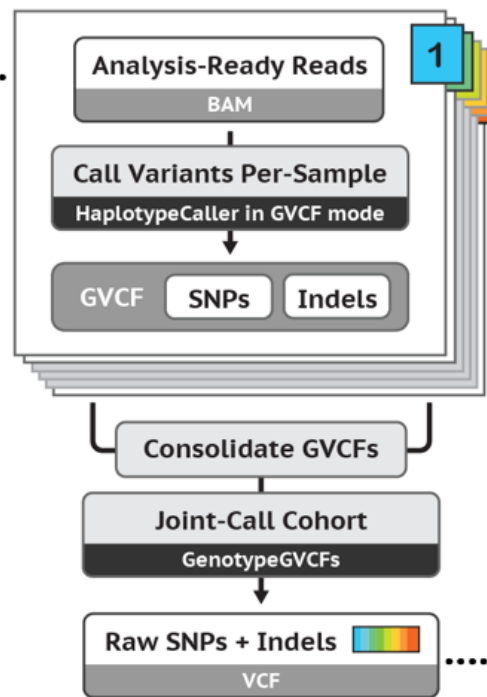 1
Analysis-Ready Reads
BAM
Call Variants Per-Sample
HaplotypeCaller in GVCF mode
GVCF SNPs Indels
Consolidate GVCFs
Joint-Call Cohort
GenotypeGVCFs
Raw SNPs + Indels
VCF